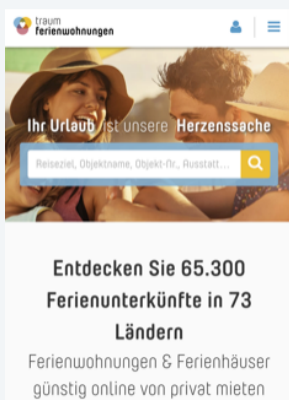 traum
ferienwohnungen
Ihr Urlaub ist unsere Herzenssache
Reiseziel, Objektname, Objekt-Nr., Ausstatt...
Entdecken Sie 65.300
Ferienunterkünfte in 73
Ländern
Ferienwohnungen & Ferienhäuser
günstig online von privat mieten